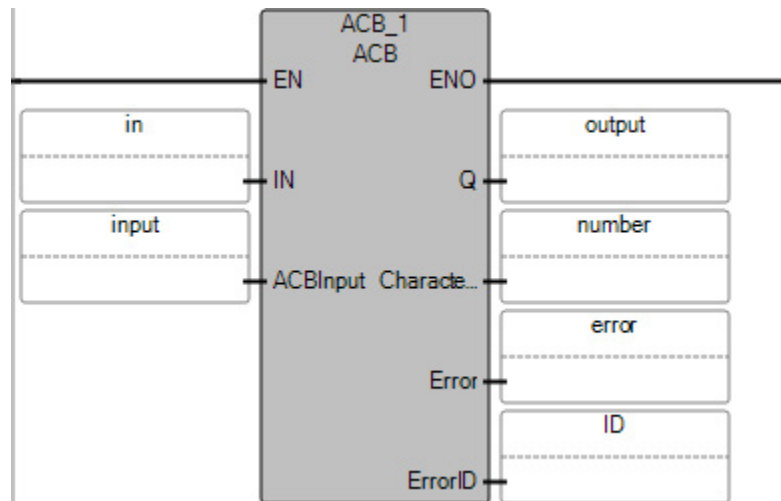 ACB_1
ACB
EN ENO
in
output
IN Q
input
number
ACBInput Characte...
error
Error
ID
ErrorID